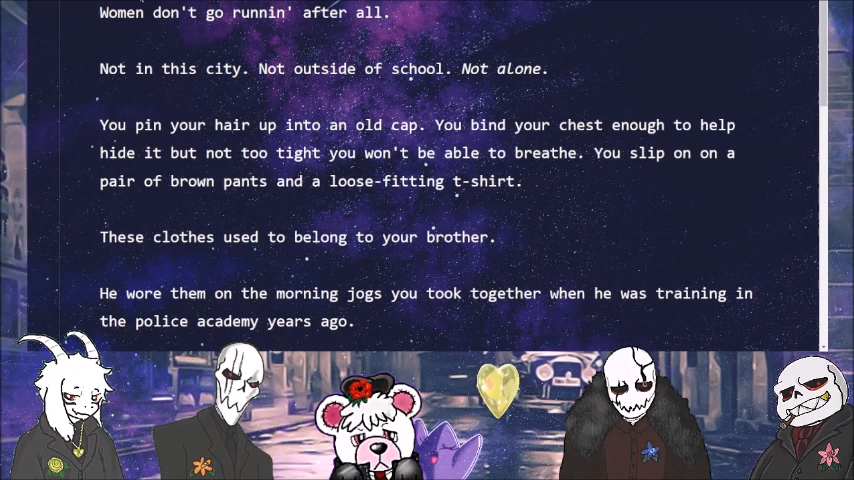 Women don't go runnin' after all.
Not in this city. Not outside of school. Not alone.
You pin your hair up into an old cap. You bind your chest enough to help
hide it but not too tight you won't be able to breathe. You slip on on a
pair of brown pants and a loose-fitting t-shirt.
These clothes used to belong to your brother.
He wore them on the morning jogs you took together when he was training in
the police academy years ago.